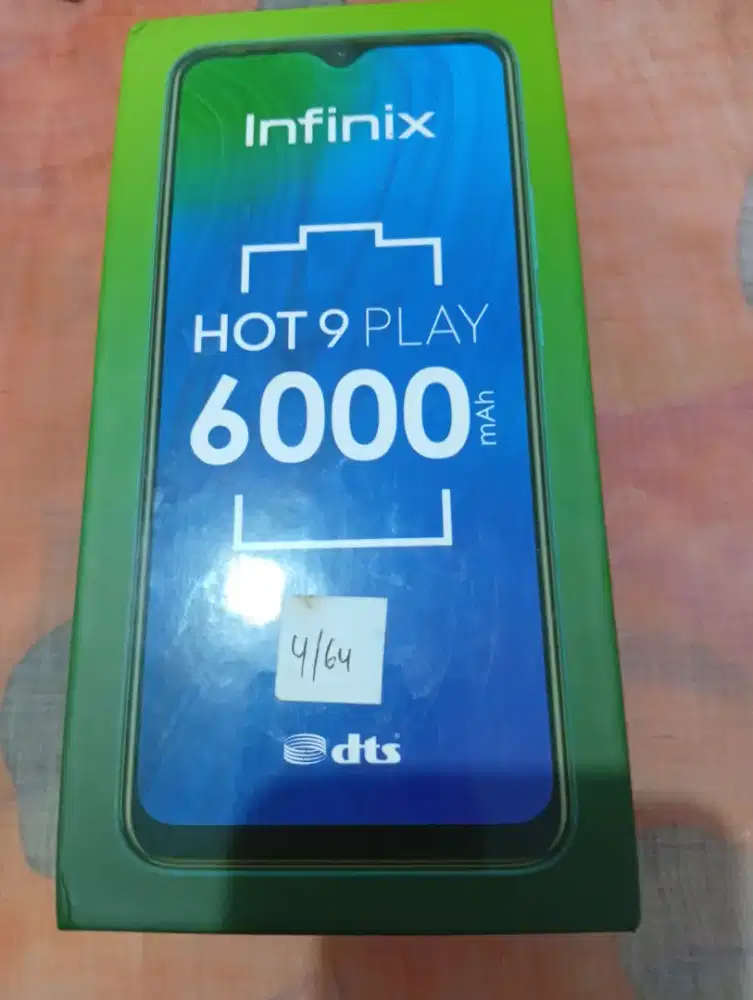 Infinix
HOT 9 PLAY
6000 mAh
4/64
dts